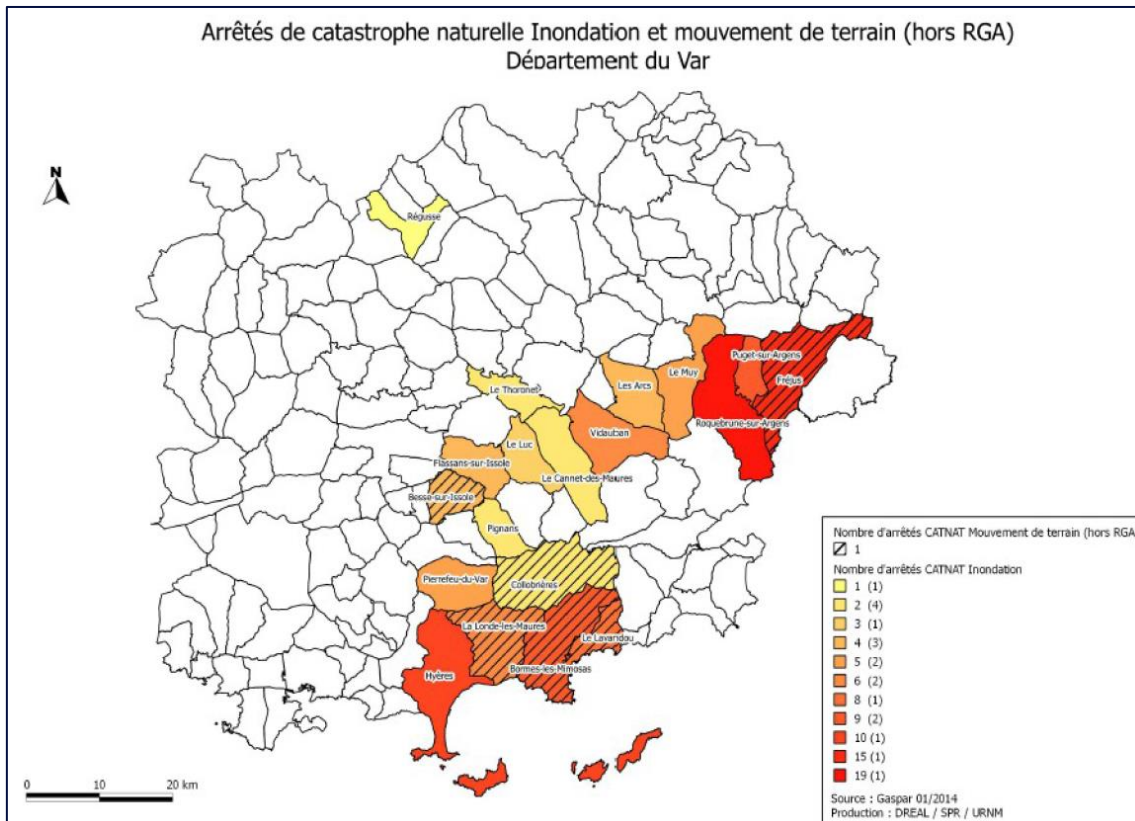 Arrêtés de catastrophe naturelle Inondation et mouvement de terrain (hors RGA)
Département du Var
N
Régusse
Puget-sur-Argens
Fréjus
Le Muy
Les Arcs
Le Thoronet
Roquebrune-sur-Argens
Vidauban
Le Luc
Flassans-sur-Issole
Le Cannet-des-Maures
Besse-sur-Issole
Pignans
Pierrefeu-du-Var
Collobrières
La Londe-les-Maures
Le Lavandou
Bormes-les-Mimosas
Hyères
0 10 20 km
Nombre d'arrêtés CATNAT Mouvement de terrain (hors RGA
1
Nombre d'arrêtés CATNAT Inondation
1 (1)
2 (4)
3 (1)
4 (3)
5 (2)
6 (2)
8 (1)
9 (2)
10 (1)
15 (1)
19 (1)
Source : Gaspar 01/2014
Production : DREAL / SPR / URNM